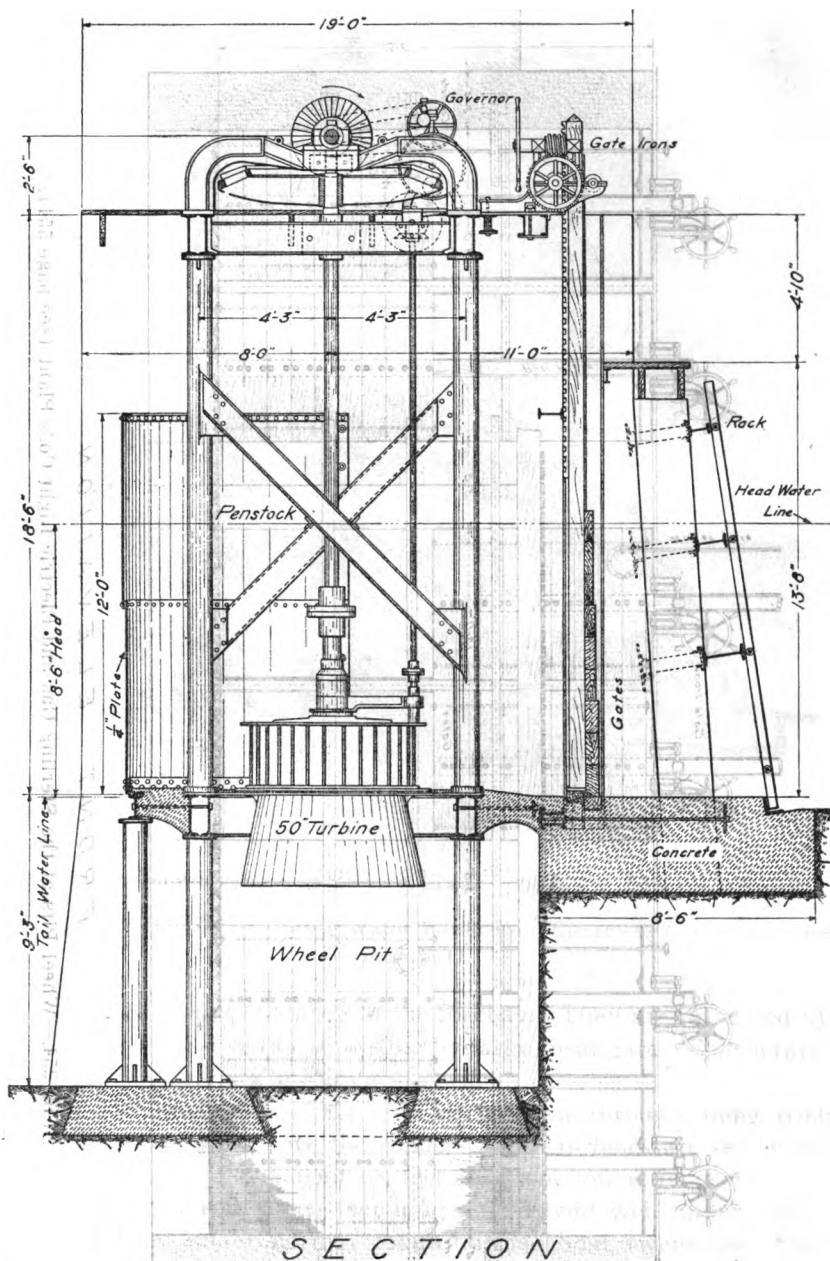 19'-0"
Governor
Gate Irons
2'-6"
4'-10"
4'-3"
4'-3"
8'-0"
11'-0"
Rack
Penstock
Head Water
Line
18'-6"
12'-0"
13'-8"
8'-6" Head
1/4" Plate
Gates
50" Turbine
Tail Water Line
Concrete
8'-6"
9'-3"
Wheel Pit
SECTION